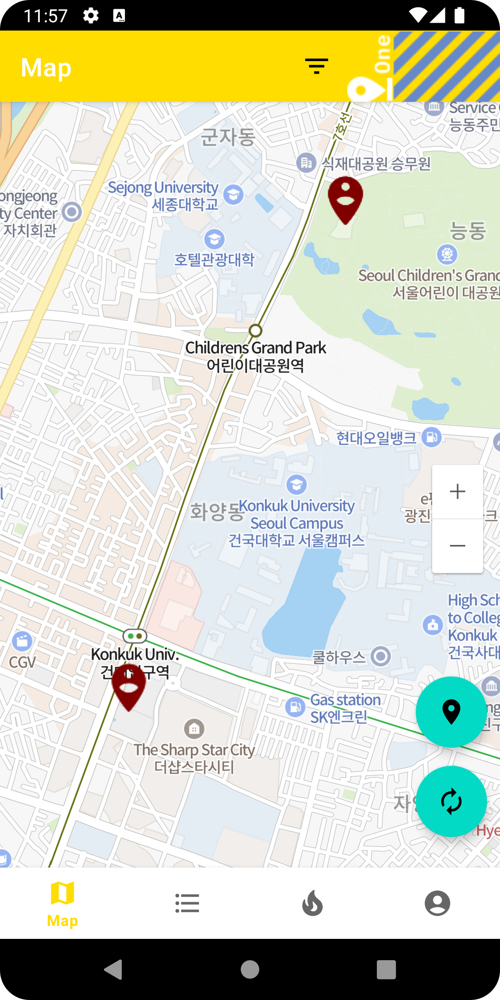 11:57
Map
One
Service
능동주민
7호선
군자동
식재대공원 승무원
Sejong University
세종대학교
ongjeong
ty Center
자치회관
능동
호텔관광대학
Seoul Children's Grand
서울어린이 대공원
Childrens Grand Park
어린이대공원역
현대오일뱅크
화양동
Konkuk University
Seoul Campus
건국대학교 서울캠퍼스
광진
크
High Sch
to Colleg
Konkuk
건국사대
Konkuk Univ.
구역
CGV
쿨하우스
Gas station
SK엔크린
ng
The Sharp Star City
더샵스타시티
Hye
Map